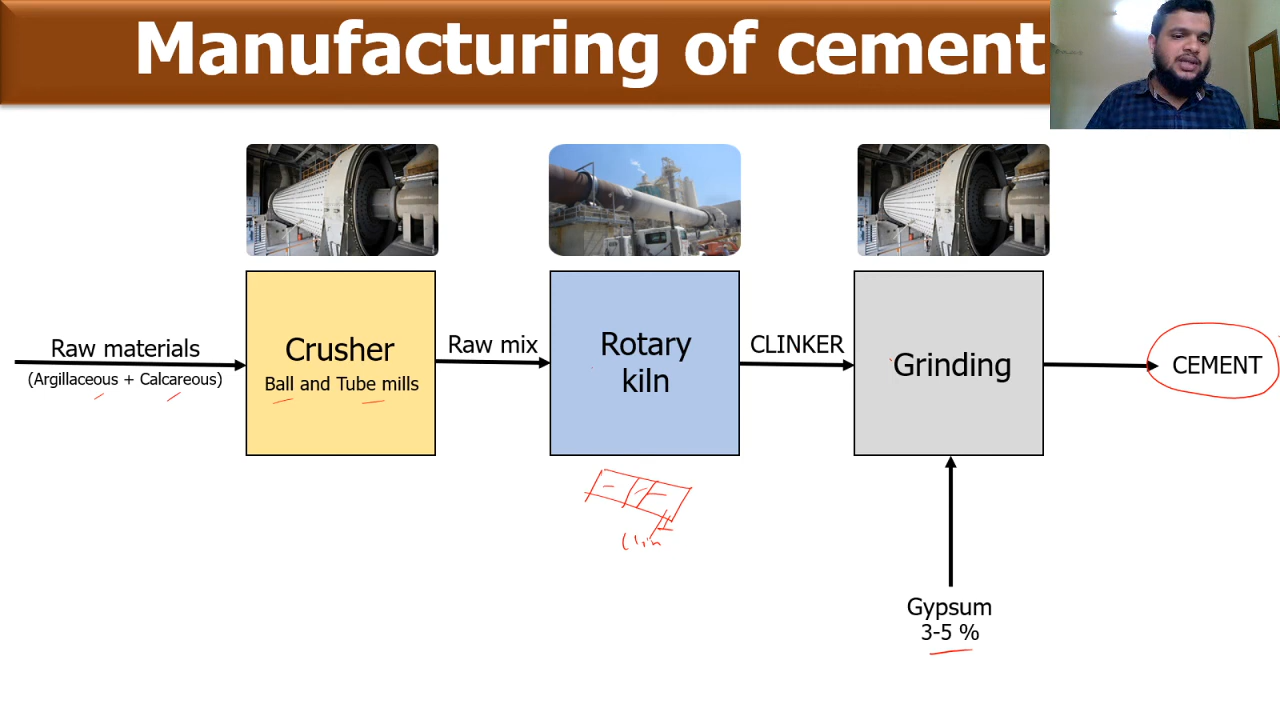 Manufacturing of cement
Raw materials
(Argillaceous + Calcareous)
Crusher
Ball and Tube mills
Raw mix
Rotary
kiln
CLINKER
Grinding
CEMENT
Gypsum
3-5 %